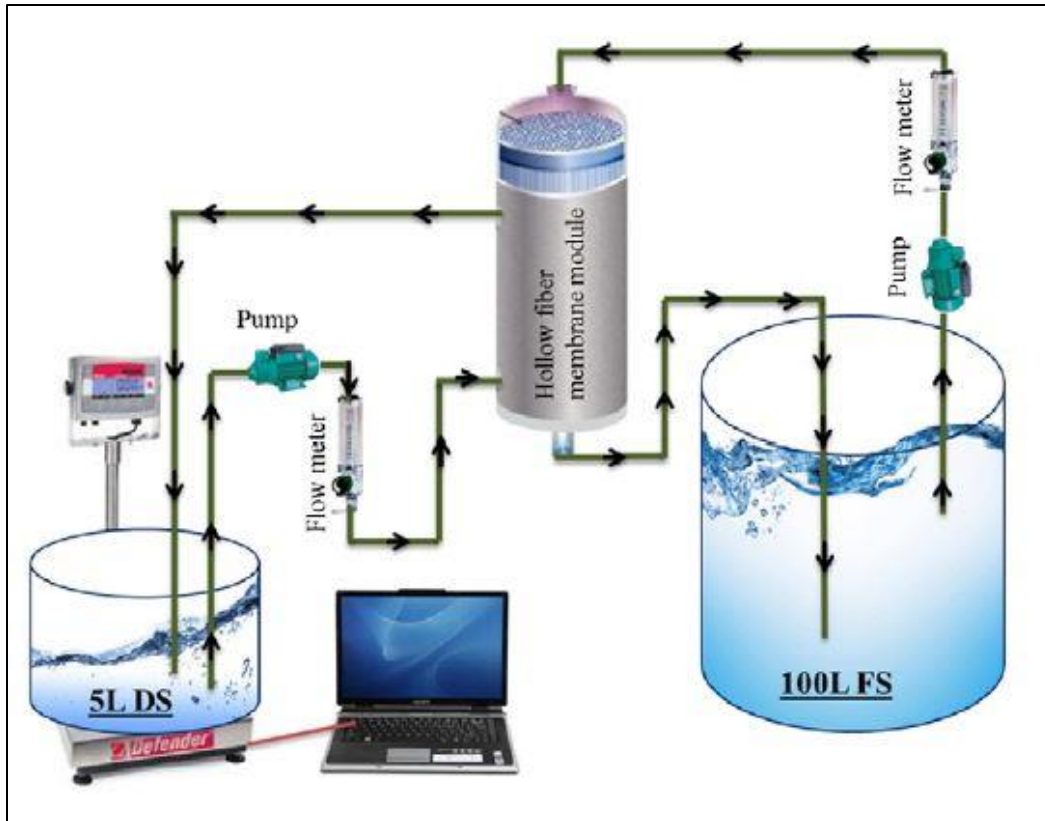 Flow meter
Pump
Hollow fiber
membrane module
Pump
Flow meter
5L DS
100L FS
Defender